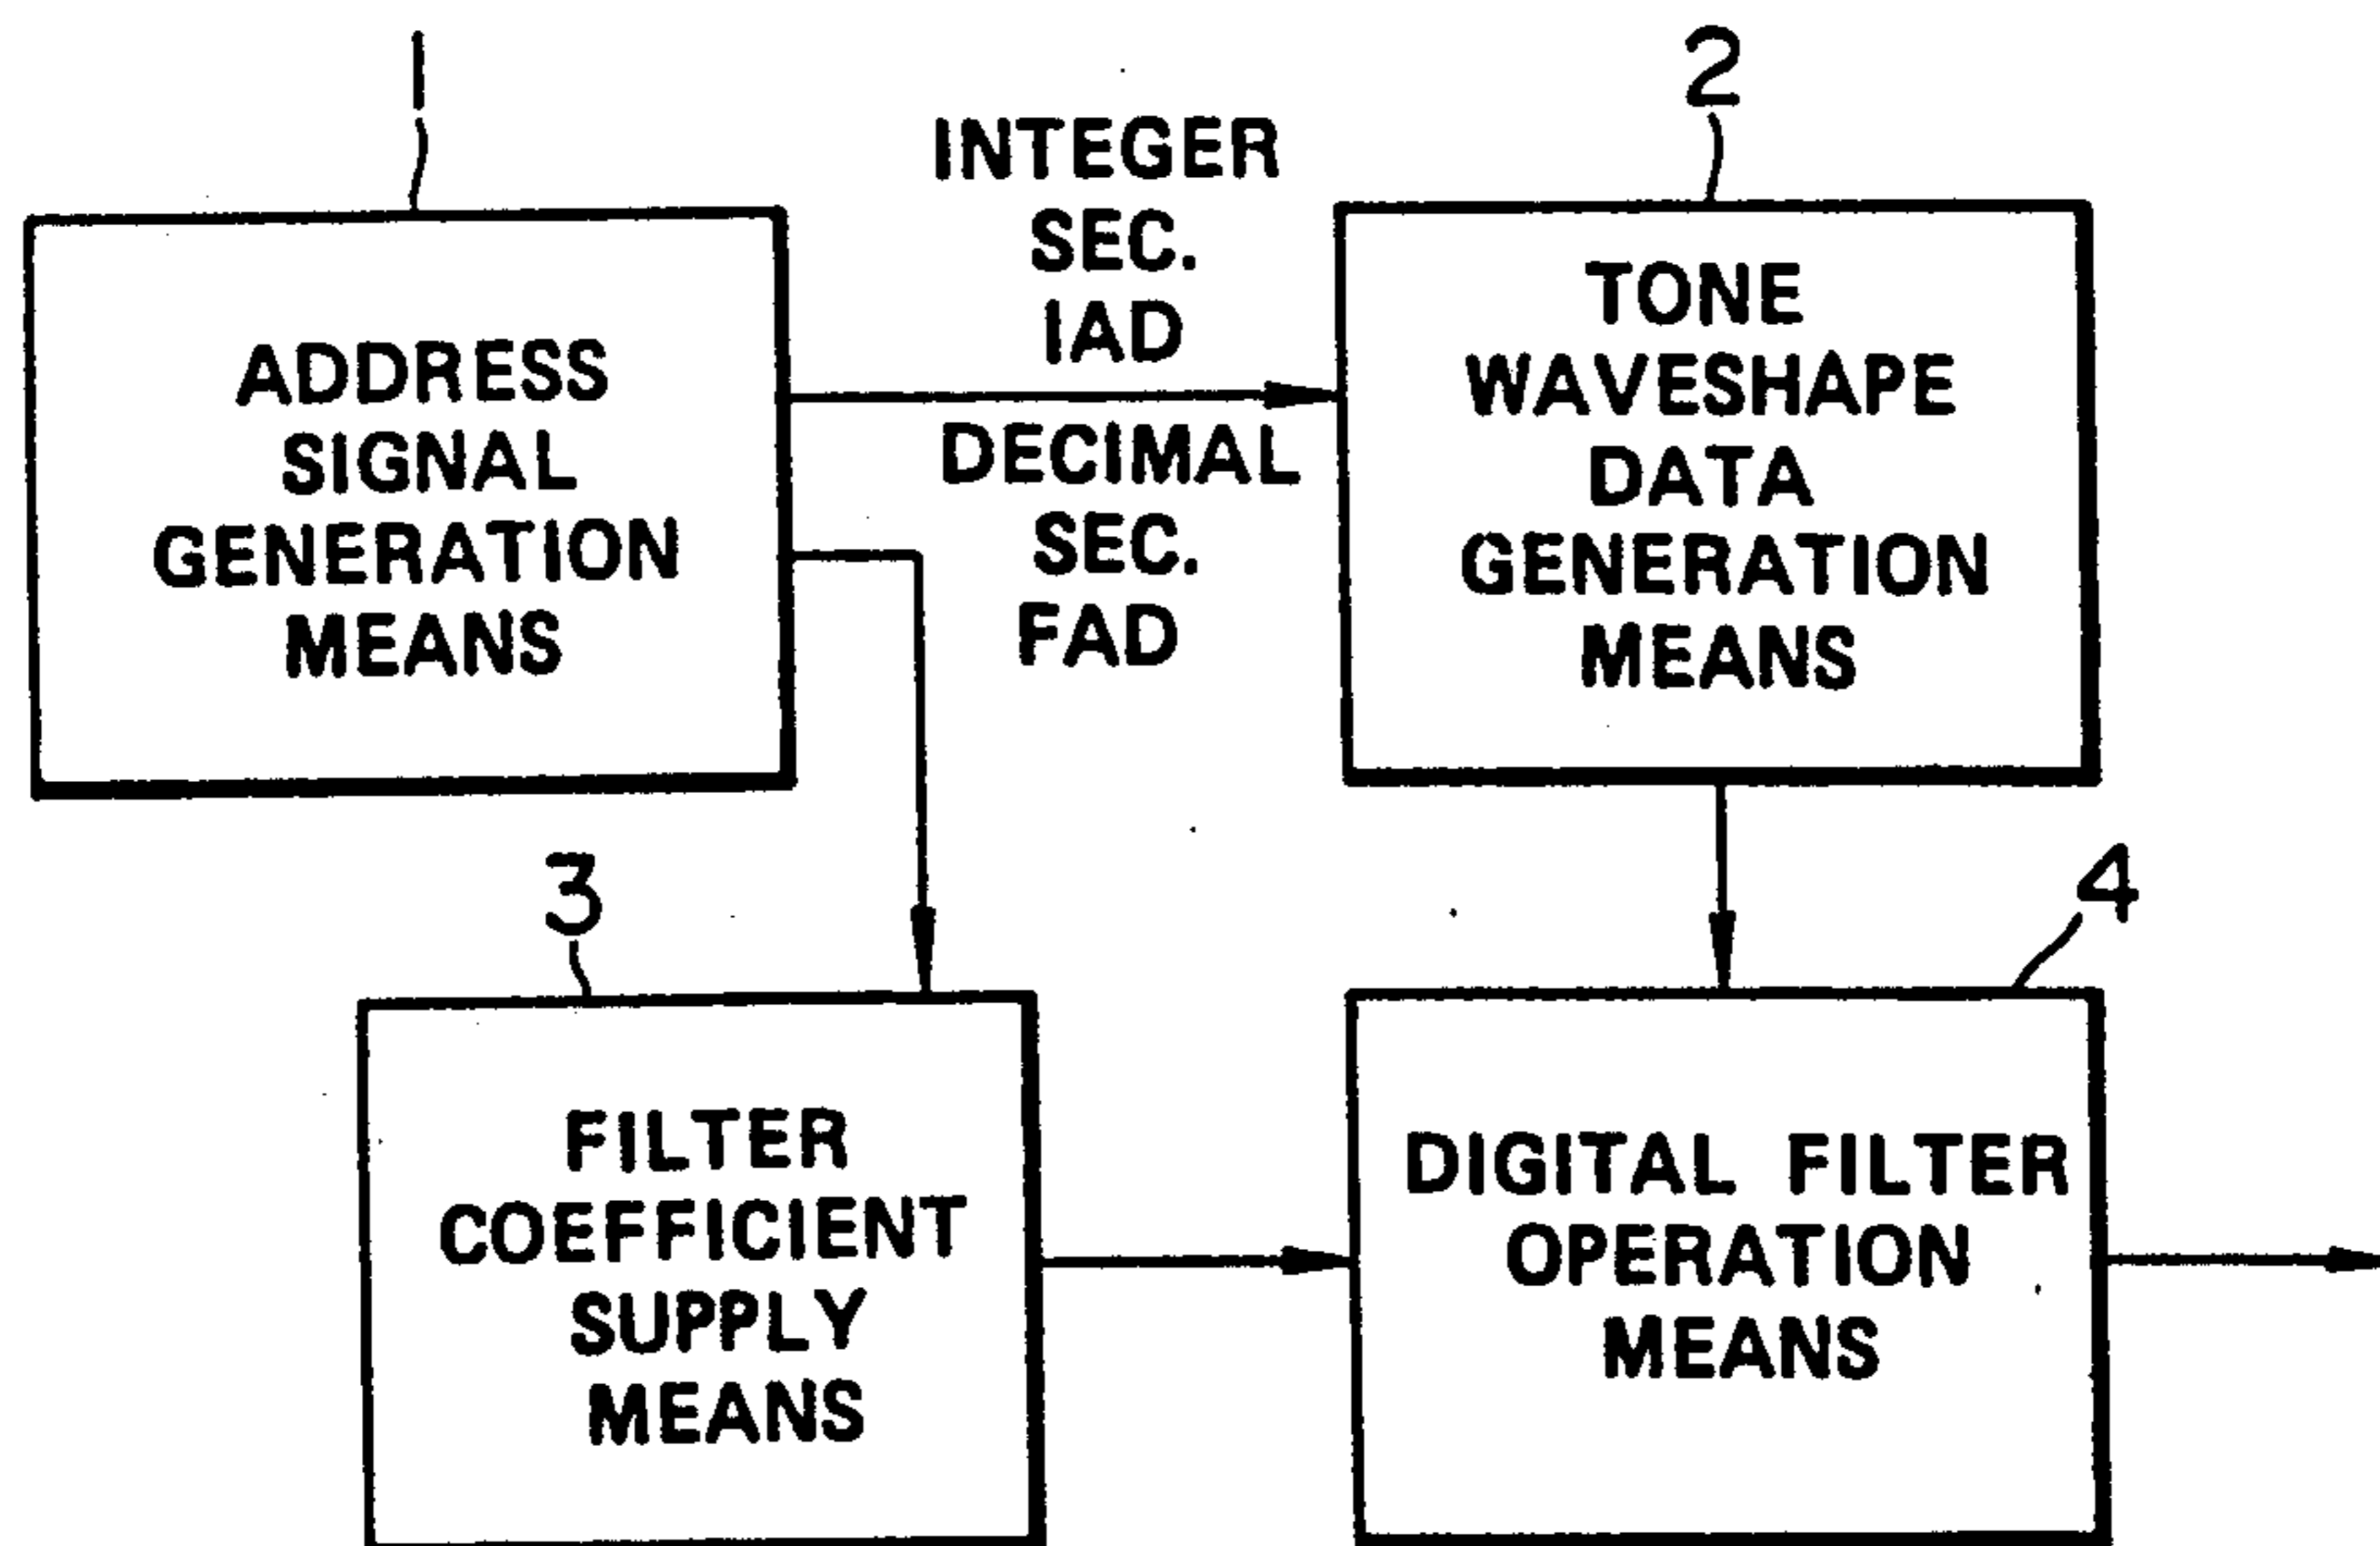 1
ADDRESS
SIGNAL
GENERATION
MEANS
INTEGER
SEC.
IAD
DECIMAL
SEC.
FAD
2
TONE
WAVESHAPE
DATA
GENERATION
MEANS
3
FILTER
COEFFICIENT
SUPPLY
MEANS
4
DIGITAL FILTER
OPERATION
MEANS